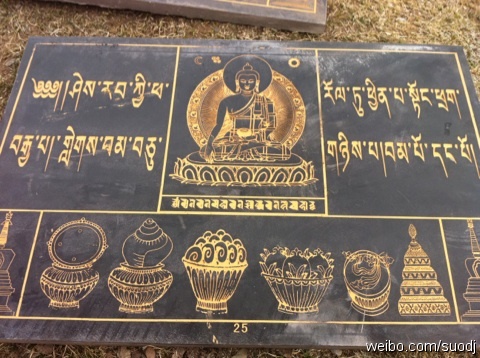 ༄༅༅།། །ཤེས་རབ་ཀྱི་ཕ་རོལ་ཏུ་ཕྱིན་པ་སྟོང་ཕྲག་
བརྒྱ་པ། གླེགས་བམ་བཅུ་གཉིས་པ།བམ་པོ་དང་པོ།
25
weibo.com/suodj